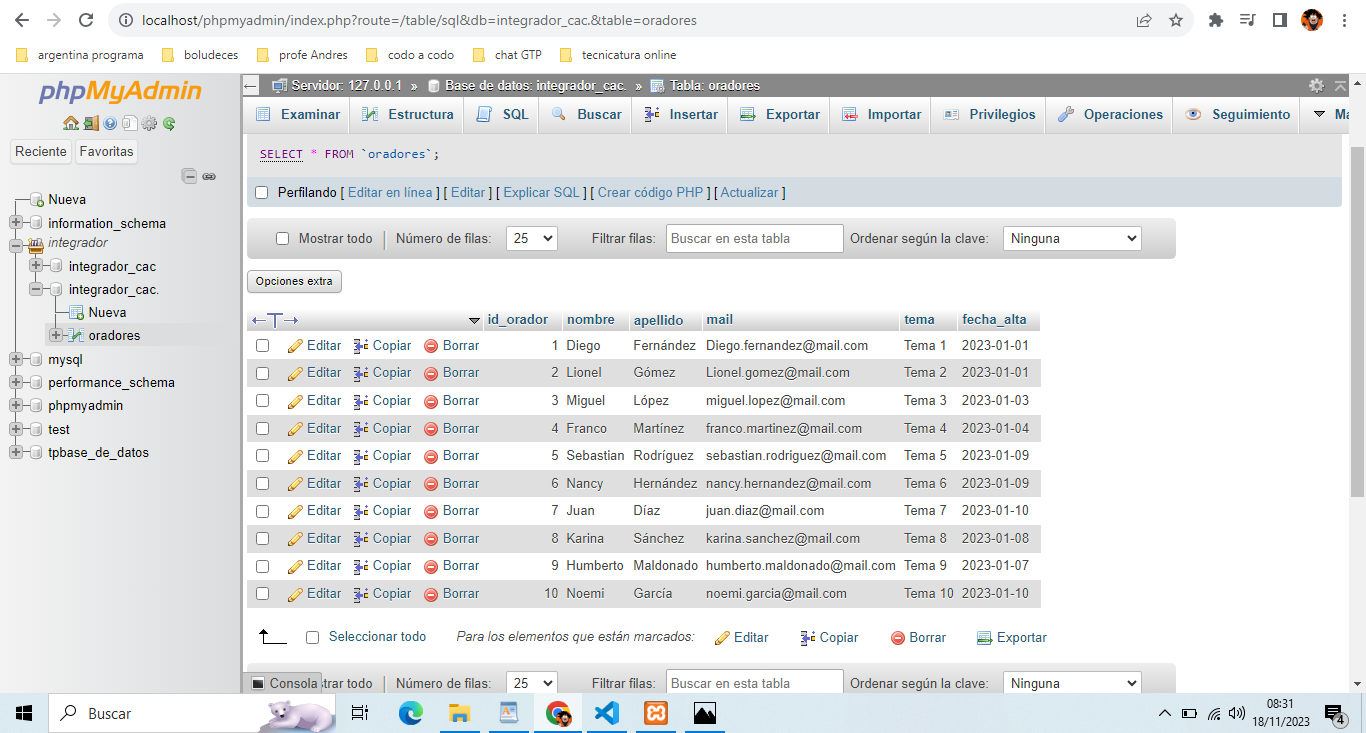 localhost/phpmyadmin/index.php?route=/table/sql&db=integrador_cac.&table=oradores
argentina programa boludeces profe Andres codo a codo chat GTP tecnicatura online
phpMyAdmin
Reciente Favoritas
Nueva
information_schema
integrador
integrador_cac
integrador_cac.
Nueva
oradores
mysql
performance_schema
phpmyadmin
test
tpbase_de_datos
Servidor: 127.0.0.1 » Base de datos: integrador_cac. » Tabla: oradores
Examinar Estructura SQL Buscar Insertar Exportar Importar Privilegios Operaciones Seguimiento Ma
SELECT * FROM `oradores`;
Perfilando [ Editar en línea ] [ Editar ] [ Explicar SQL ] [ Crear código PHP ] [ Actualizar ]
Mostrar todo Número de filas: 25 Filtrar filas: Buscar en esta tabla Ordenar según la clave: Ninguna
Opciones extra
←T→ id_orador nombre apellido mail tema fecha_alta
Editar Copiar Borrar 1 Diego Fernández Diego.fernandez@mail.com Tema 1 2023-01-01
Editar Copiar Borrar 2 Lionel Gómez Lionel.gomez@mail.com Tema 2 2023-01-01
Editar Copiar Borrar 3 Miguel López miguel.lopez@mail.com Tema 3 2023-01-03
Editar Copiar Borrar 4 Franco Martínez franco.martinez@mail.com Tema 4 2023-01-04
Editar Copiar Borrar 5 Sebastian Rodríguez sebastian.rodriguez@mail.com Tema 5 2023-01-09
Editar Copiar Borrar 6 Nancy Hernández nancy.hernandez@mail.com Tema 6 2023-01-09
Editar Copiar Borrar 7 Juan Díaz juan.diaz@mail.com Tema 7 2023-01-10
Editar Copiar Borrar 8 Karina Sánchez karina.sanchez@mail.com Tema 8 2023-01-08
Editar Copiar Borrar 9 Humberto Maldonado humberto.maldonado@mail.com Tema 9 2023-01-07
Editar Copiar Borrar 10 Noemi García noemi.garcia@mail.com Tema 10 2023-01-10
Seleccionar todo Para los elementos que están marcados: Editar Copiar Borrar Exportar
Consola strar todo Número de filas: 25 Filtrar filas: Buscar en esta tabla Ordenar según la clave: Ninguna
Buscar
08:31
18/11/2023
4